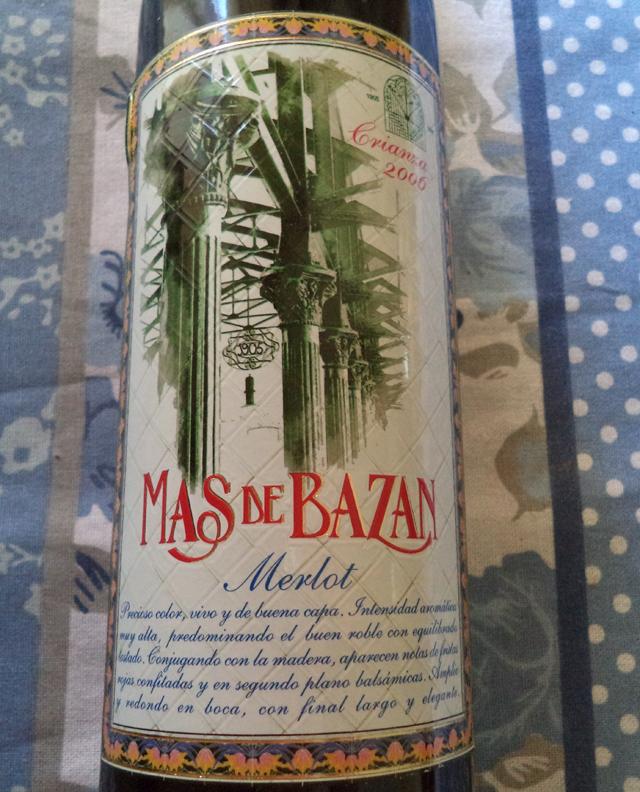 1905
Crianza
2006
1905
MAS DE BAZAN
Merlot
Precioso color, vivo y de buena capa. Intensidad aromática
muy alta, predominando el buen roble con equilibrado
tostado. Conjugando con la madera, aparecen notas de frutas
rojas confitadas y en segundo plano balsámicas. Amplio
y redondo en boca, con final largo y elegante.